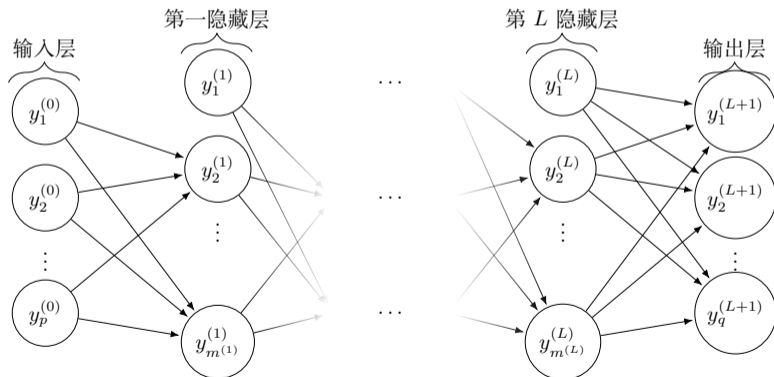 输入层
y_1^{(0)}
y_2^{(0)}
⋮
y_p^{(0)}
第一隐藏层
y_1^{(1)}
y_2^{(1)}
⋮
y_{m^{(1)}}^{(1)}
...
...
...
第 L 隐藏层
y_1^{(L)}
y_2^{(L)}
⋮
y_{m^{(L)}}^{(L)}
输出层
y_1^{(L+1)}
y_2^{(L+1)}
⋮
y_q^{(L+1)}